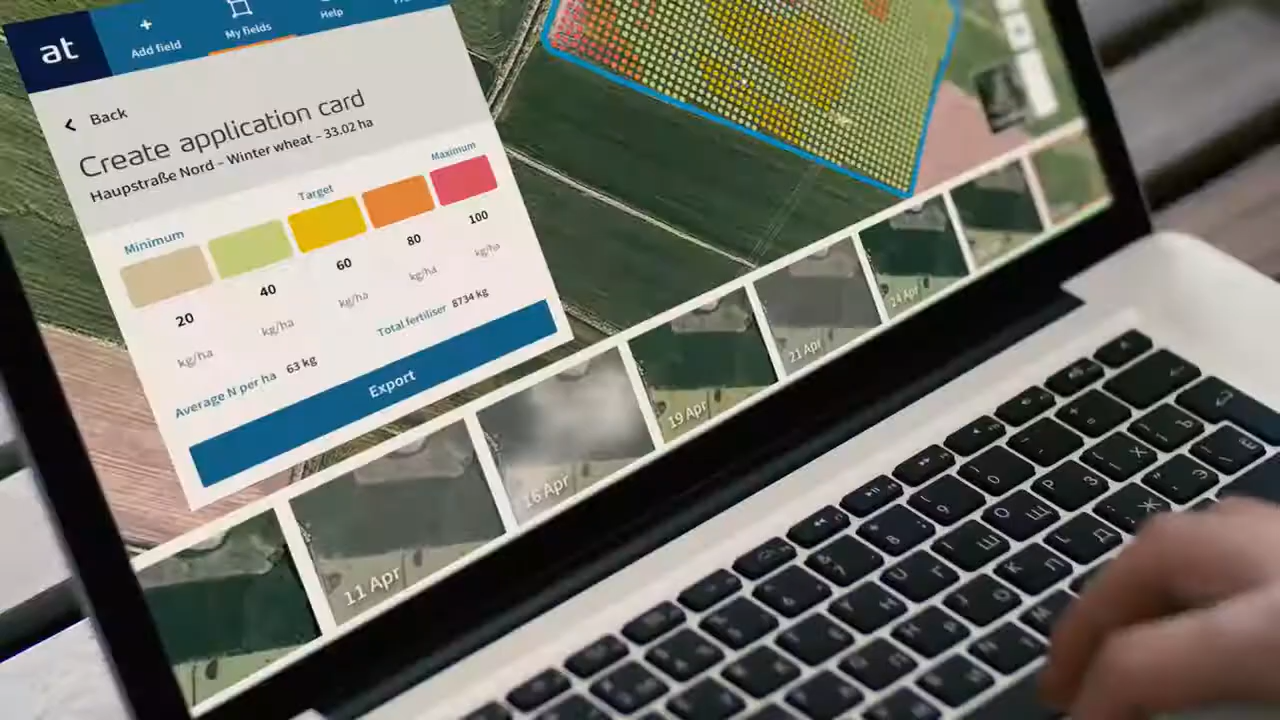 at
Add field
My fields
Help
Back
Create application card
Haupstraße Nord – Winter wheat – 33.02 ha
Minimum
Target
Maximum
20
40
60
80
100
kg/ha
kg/ha
kg/ha
kg/ha
kg/ha
Average N per ha 63 kg
Total fertiliser 8734 kg
Export
11 Apr
16 Apr
19 Apr
21 Apr
24 Apr